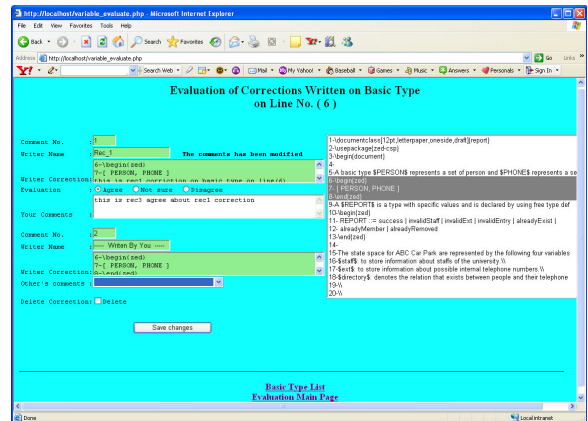 http://localhost/variable_evaluate.php - Microsoft Internet Explorer
File Edit View Favorites Tools Help
Back Search Favorites
Address http://localhost/variable_evaluate.php Go Links »
Y! Search Web Mail My Yahoo! Baseball Games Music Answers Personals Sign In
Evaluation of Corrections Written on Basic Type
on Line No. ( 6 )
Comment No. : 1
Writer Name : Rec_1 The comments has been modified
6-\begin{zed}
7-[ PERSON, PHONE ]
Writer Correction: this is rec1 corriction on basic type on line(6)
Evaluation : Agree Not sure Disagree
this is rec3 agree about rec1 correction
Your Comments :
Comment No. : 2
Writer Name : ---- Writen By You ----
6-\begin{zed}
7-[ PERSON, PHONE ]
Writer Correction: 8-\end{zed}
Other's comments :
Delete Correction: Delete
Save changes
1-\documentclass[12pt,letterpaper,oneside,draft]{report}
2-\usepackage{zed-csp}
3-\begin{document}
4-
5-A basic type $PERSON$ represents a set of person and $PHONE$ represents a se
6-\begin{zed}
7- [ PERSON, PHONE ]
8-\end{zed}
9-A $REPORT$ is a type with specific values and is declared by using free type def
10-\begin{zed}
11- REPORT ::= success | invalidStaff | invalidExt | invalidEntry | alreadyExist |
12- alreadyMember | alreadyRemoved
13-\end{zed}
14-
15-The state space for ABC Car Park are represented by the following four variables
16-$staff$: to store information about staffs of the university.\\
17-$ext$: to store information about possible internal telephone numbers.\\
18-$directory$: denotes the relation that exists between people and their telephone
19-\\
20-\\
Basic Type List
Evaluation Main Page
Done Local intranet